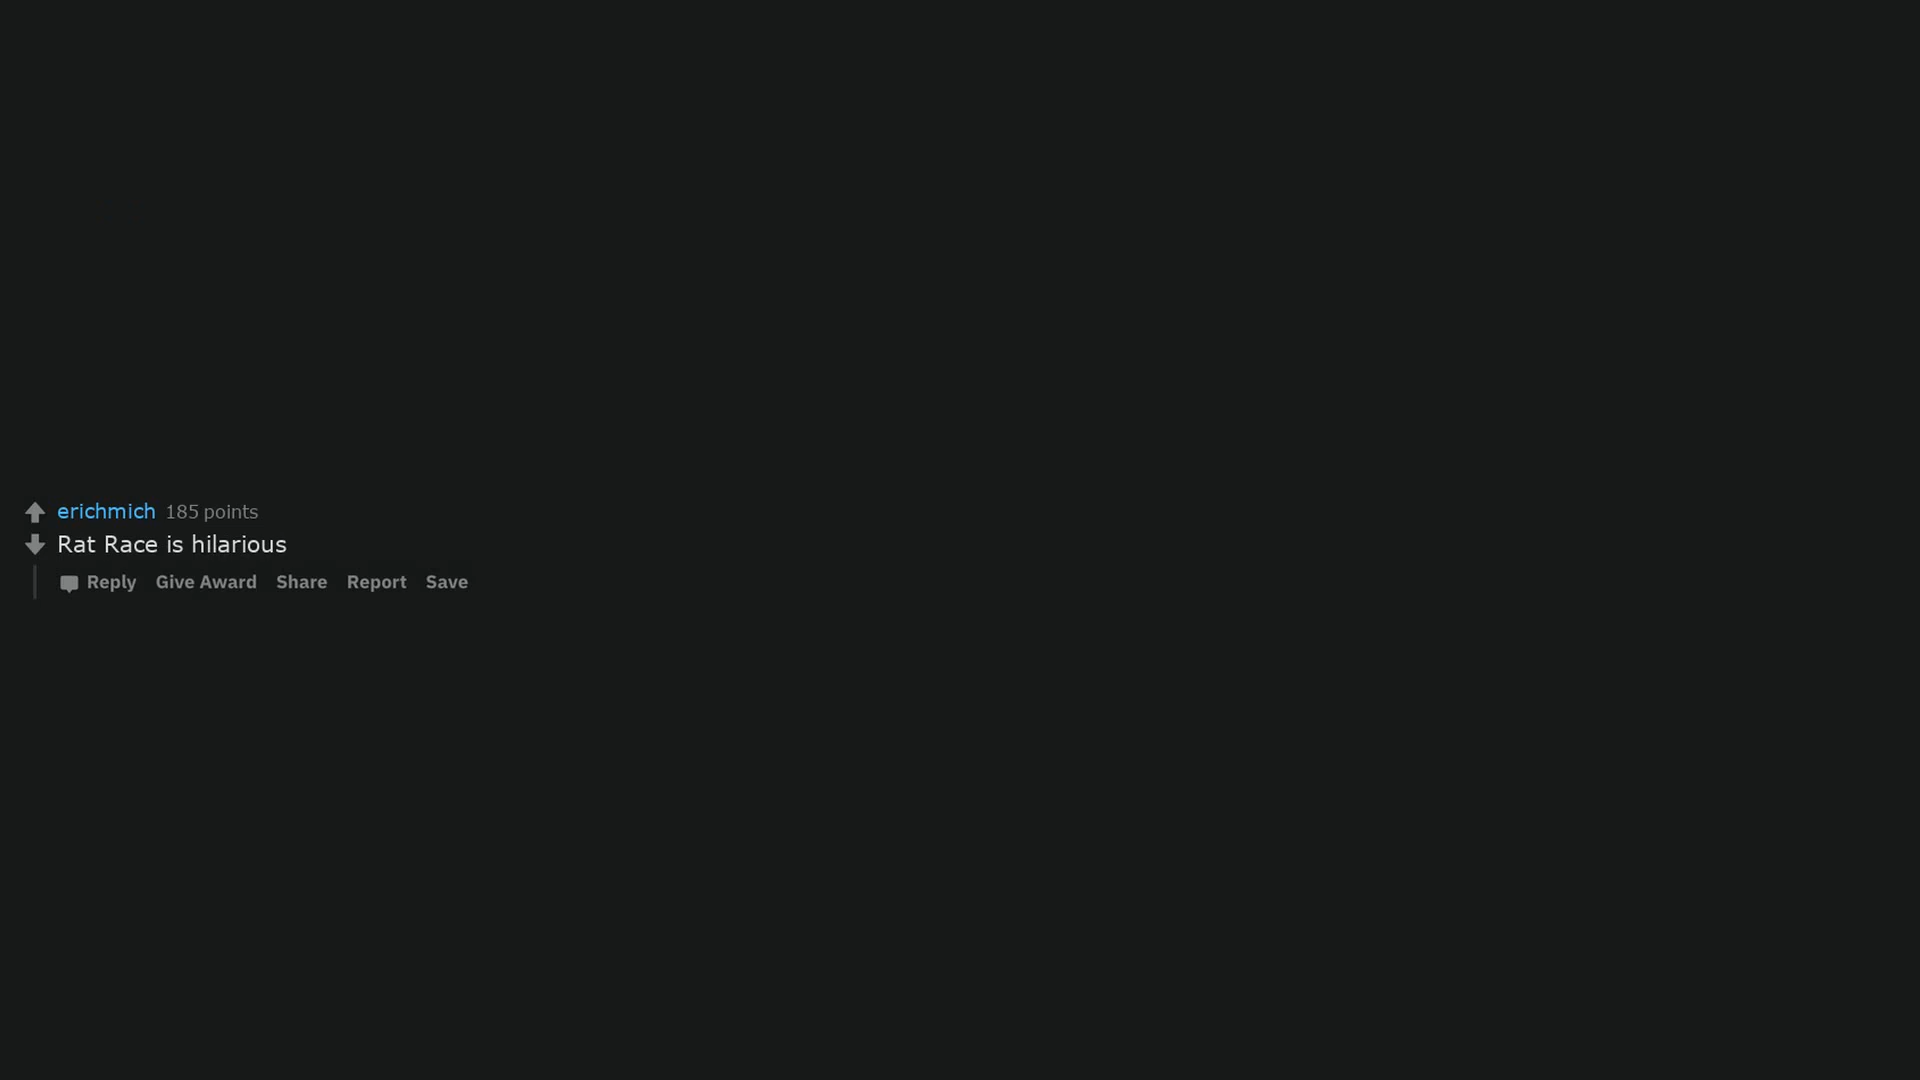 erichmich 185 points
Rat Race is hilarious
Reply Give Award Share Report Save